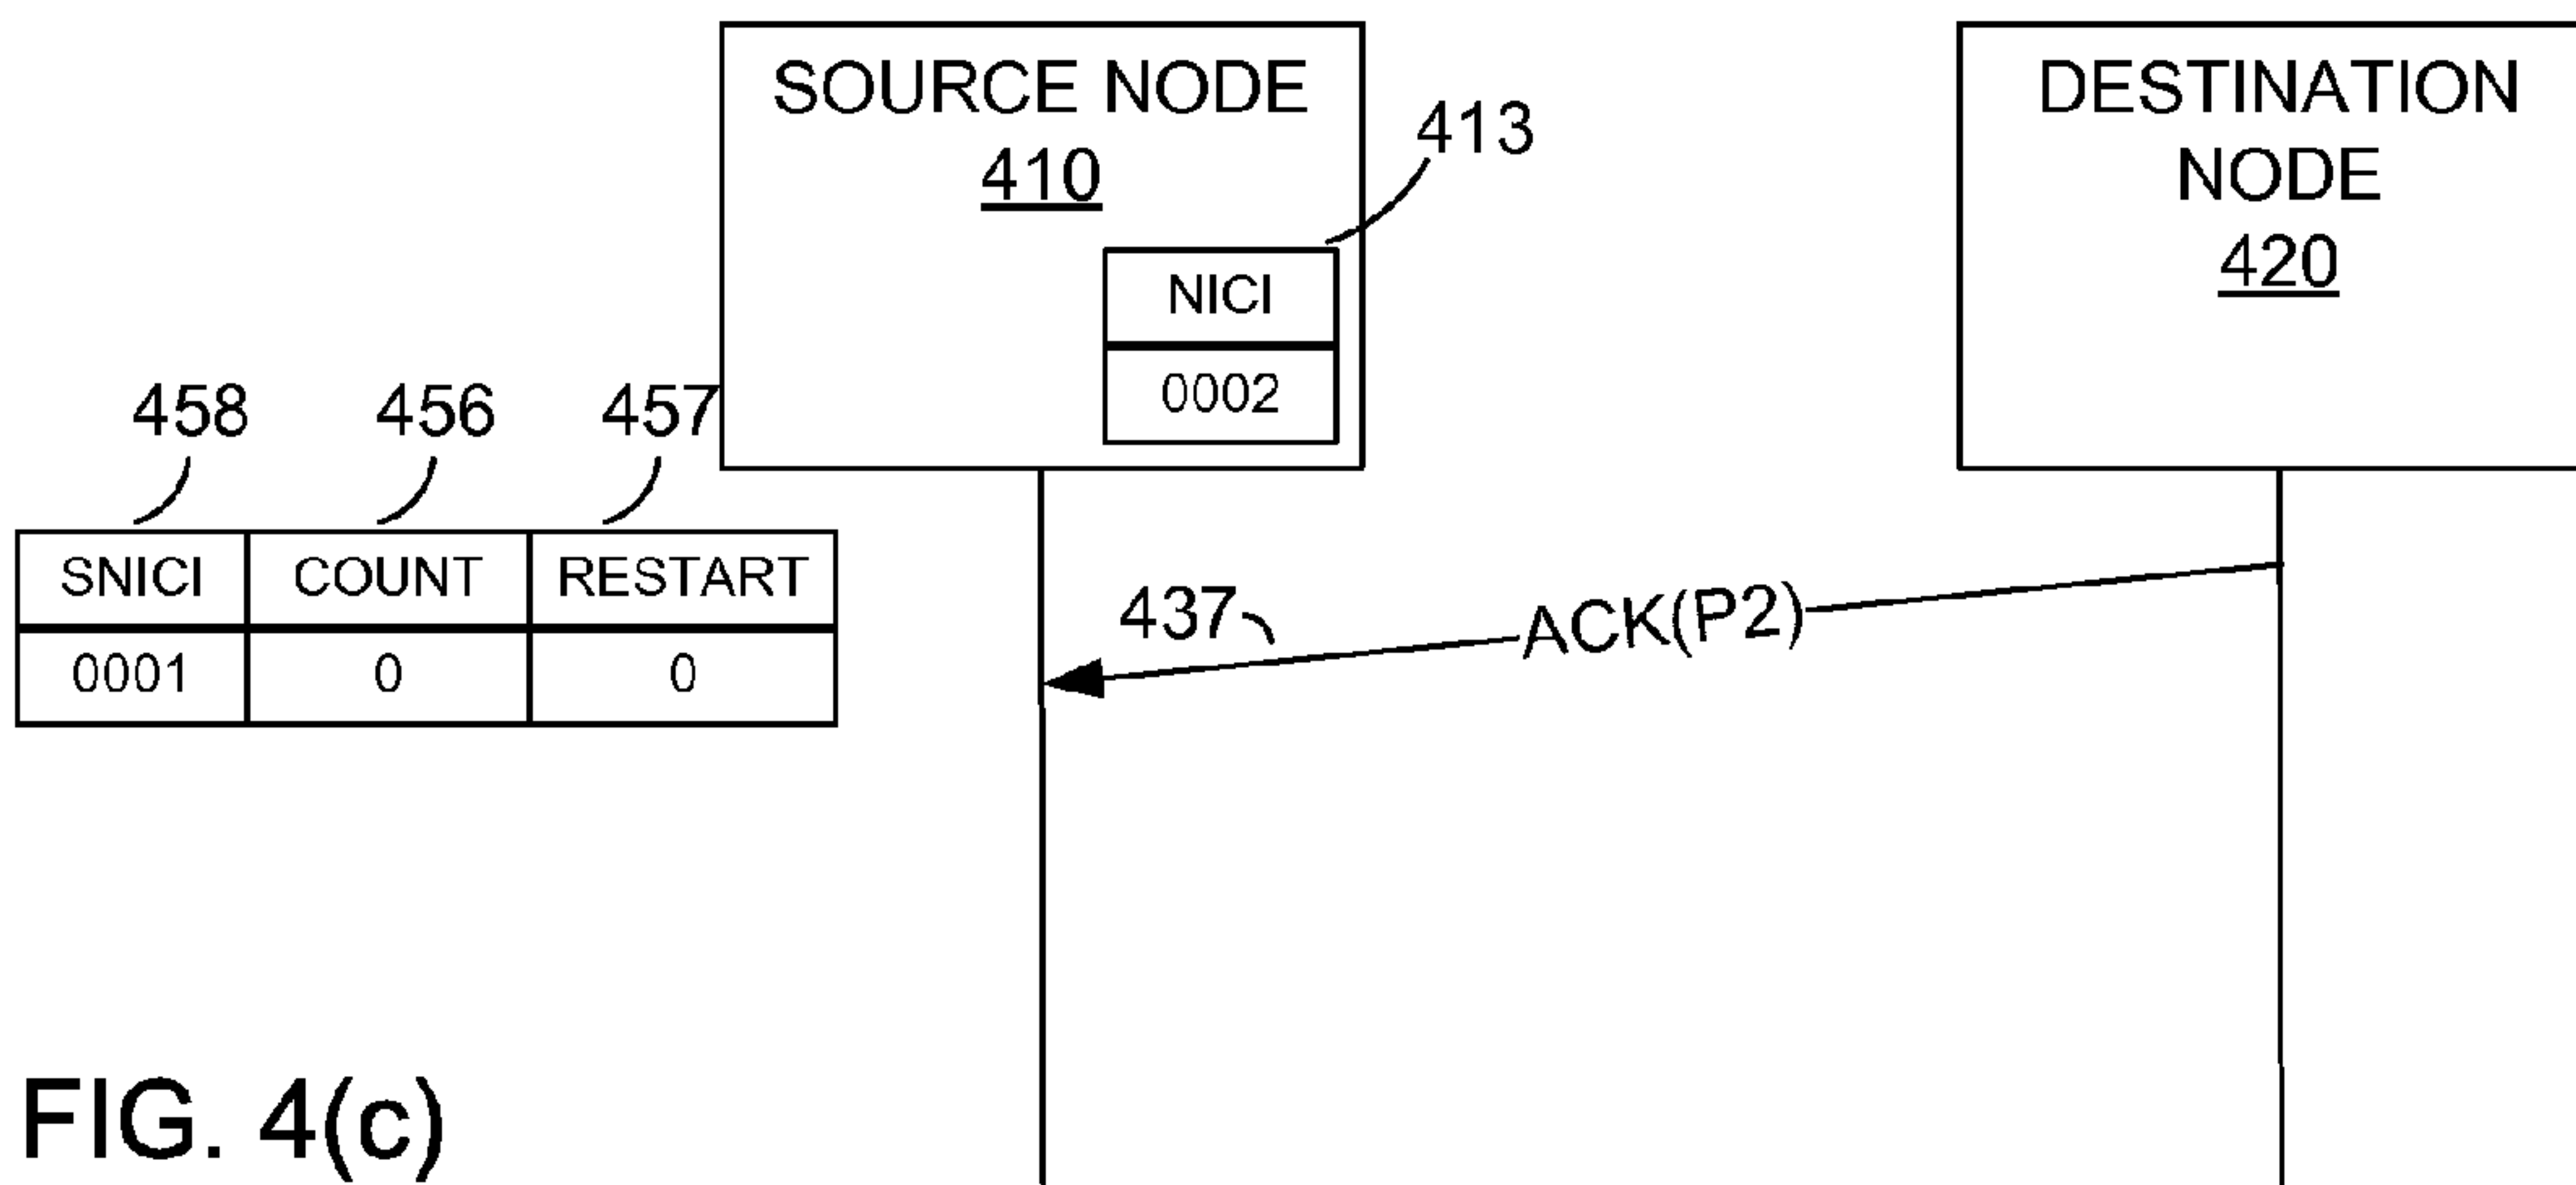 SOURCE NODE
410
413
NICI
0002
DESTINATION
NODE
420
458 456 457
SNICI COUNT RESTART
0001 0 0
437
ACK(P2)
FIG. 4(c)